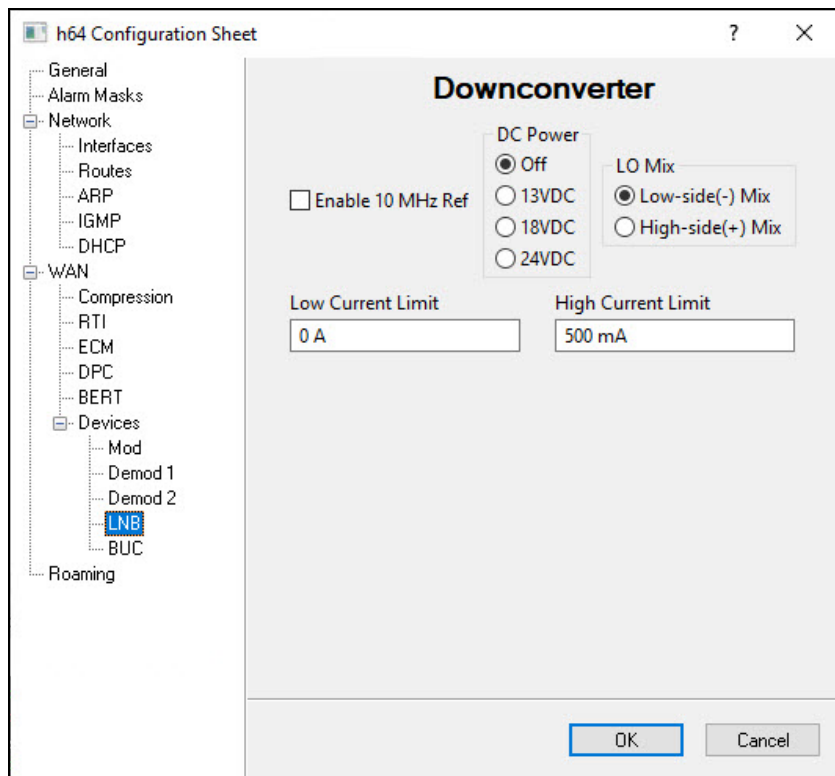 h64 Configuration Sheet
?
General
Alarm Masks
Network
Interfaces
Routes
ARP
IGMP
DHCP
WAN
Compression
RTI
ECM
DPC
BERT
Devices
Mod
Demod 1
Demod 2
LNB
BUC
Roaming
Downconverter
Enable 10 MHz Ref
DC Power
Off
13VDC
18VDC
24VDC
LO Mix
Low-side(-) Mix
High-side(+) Mix
Low Current Limit
0 A
High Current Limit
500 mA
OK
Cancel